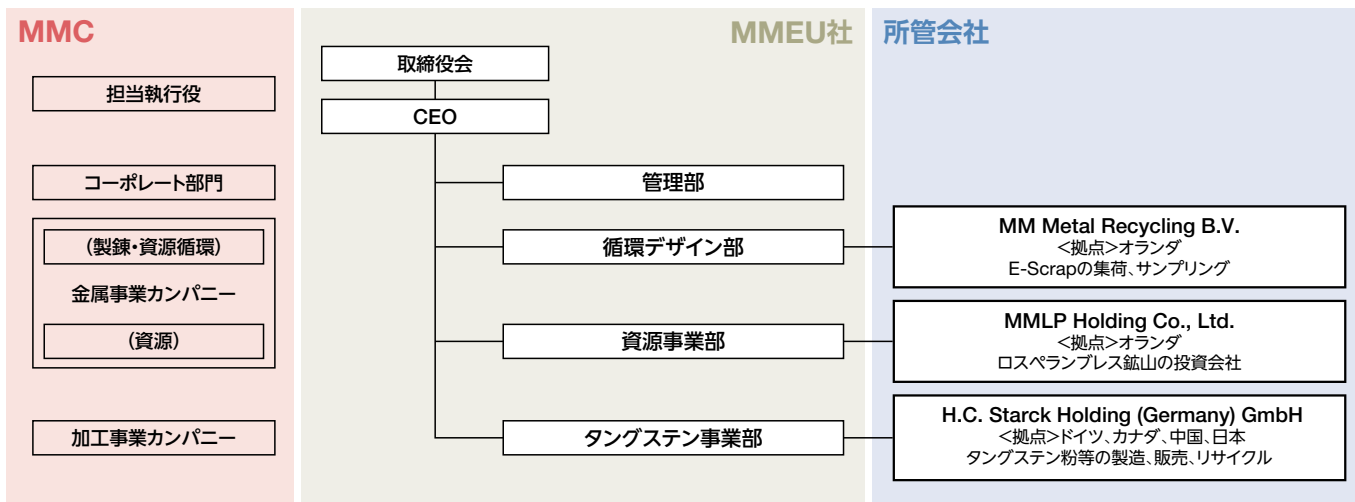 MMC
担当執行役
コーポレート部門
(製錬・資源循環)
金属事業カンパニー
(資源)
加工事業カンパニー
MMEU社
取締役会
CEO
管理部
循環デザイン部
資源事業部
タングステン事業部
所管会社
MM Metal Recycling B.V.
<拠点>オランダ
E-Scrapの集荷、サンプリング
MMLP Holding Co., Ltd.
<拠点>オランダ
ロスペランブレス鉱山の投資会社
H.C. Starck Holding (Germany) GmbH
<拠点>ドイツ、カナダ、中国、日本
タングステン粉等の製造、販売、リサイクル